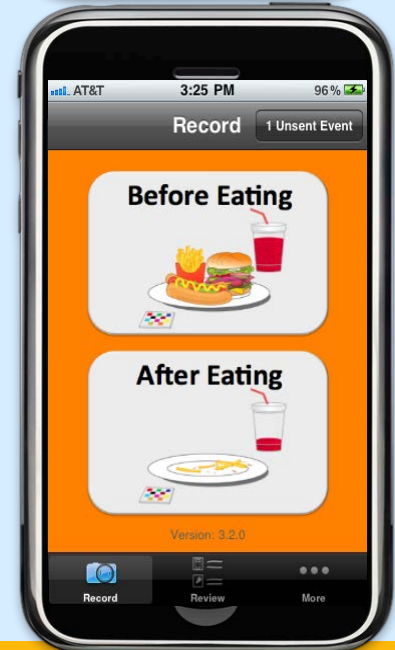 AT&T 3:25 PM 96%
Record 1 Unsent Event
Before Eating
After Eating
Version: 3.2.0
Record Review More